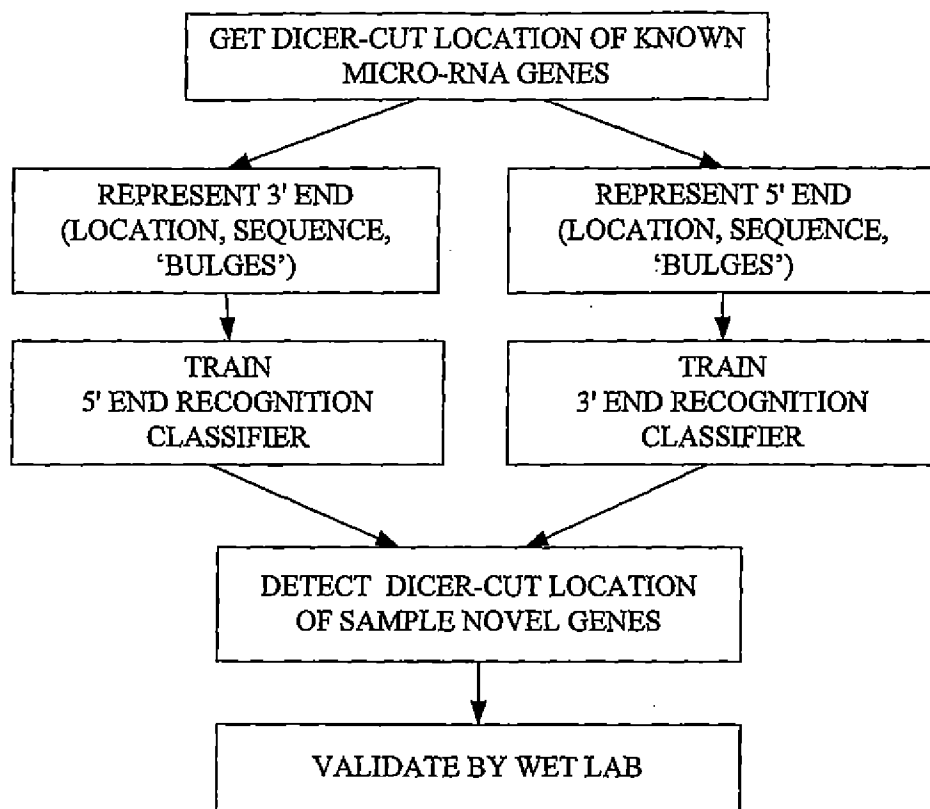 GET DICER-CUT LOCATION OF KNOWN
MICRO-RNA GENES
REPRESENT 3' END
(LOCATION, SEQUENCE,
‘BULGES’)
REPRESENT 5' END
(LOCATION, SEQUENCE,
‘BULGES’)
TRAIN
5' END RECOGNITION
CLASSIFIER
TRAIN
3' END RECOGNITION
CLASSIFIER
DETECT DICER-CUT LOCATION
OF SAMPLE NOVEL GENES
VALIDATE BY WET LAB